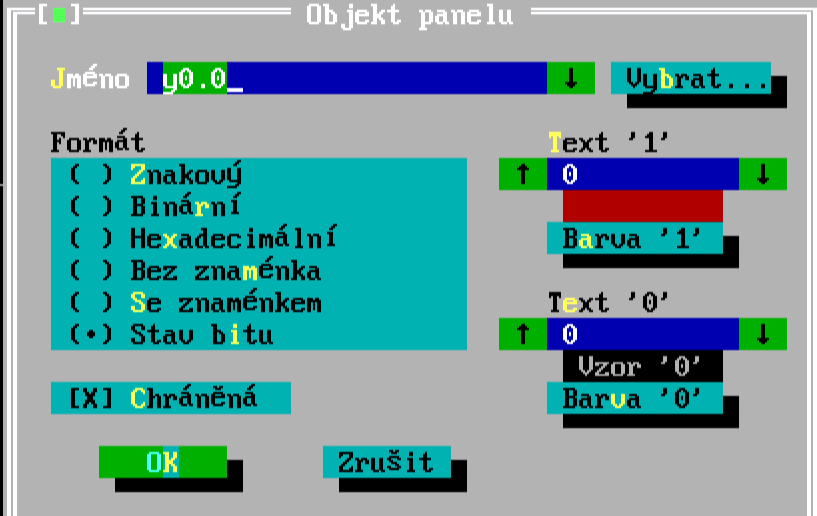 [■] Objekt panelu
Jméno y0.0_ ↓ Vybrat...
Formát
( ) Znakový
( ) Binární
( ) Hexadecimální
( ) Bez znaménka
( ) Se znaménkem
(•) Stav bitu
[X] Chráněná
Text '1'
↑ 0 ↓
Barva '1'
Text '0'
↑ 0 ↓
Vzor '0'
Barva '0'
OK Zrušit